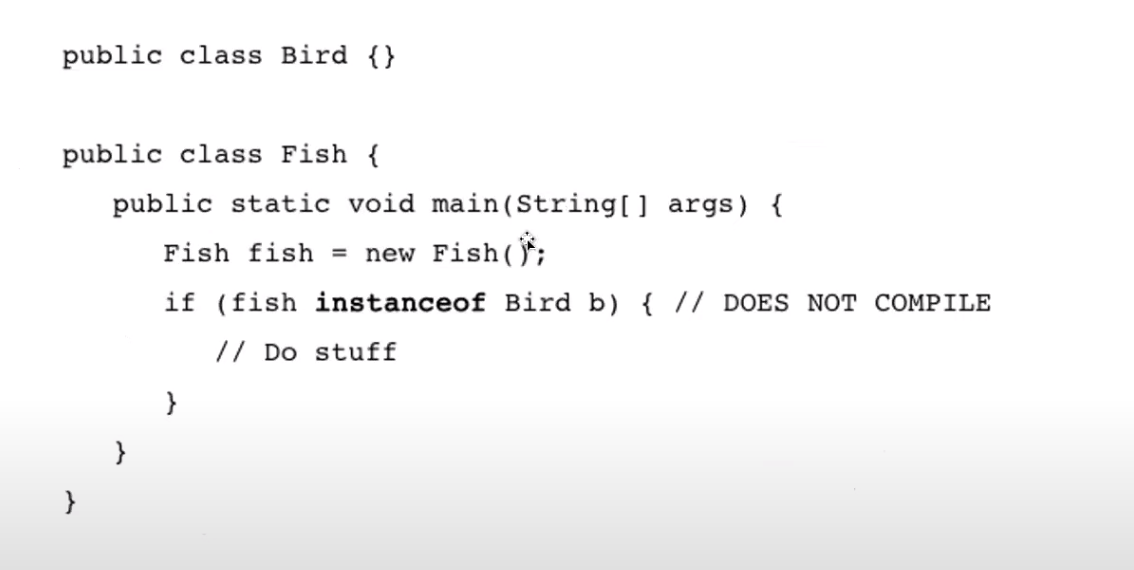 public class Bird {}
public class Fish {
public static void main(String[] args) {
Fish fish = new Fish();
if (fish instanceof Bird b) { // DOES NOT COMPILE
// Do stuff
}
}
}